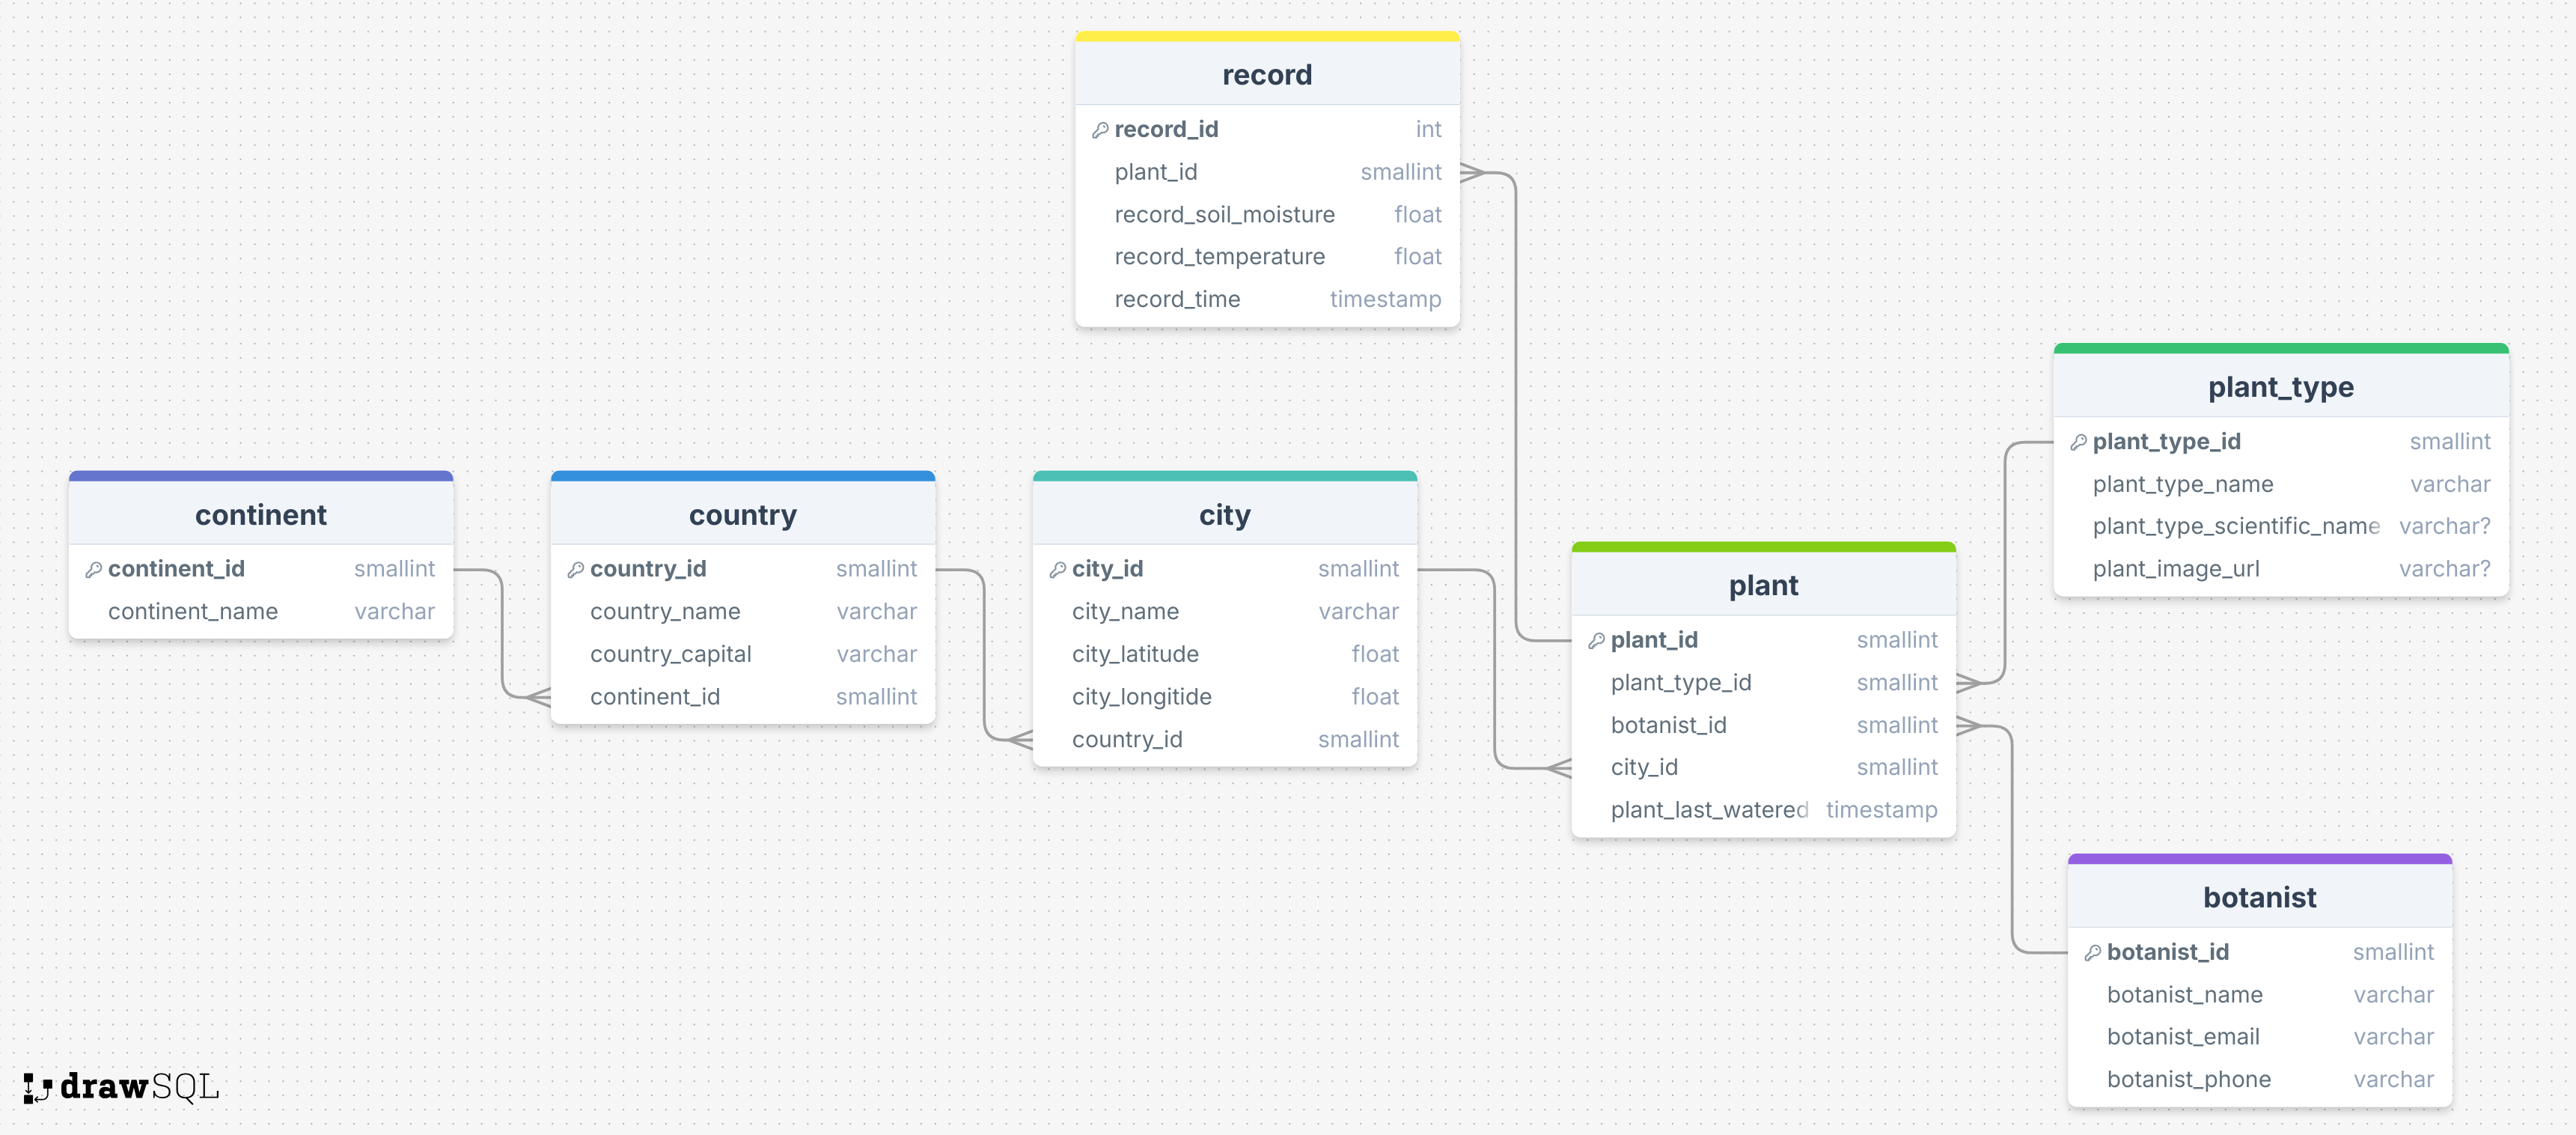 record
record_id int
plant_id smallint
record_soil_moisture float
record_temperature float
record_time timestamp
continent
continent_id smallint
continent_name varchar
country
country_id smallint
country_name varchar
country_capital varchar
continent_id smallint
city
city_id smallint
city_name varchar
city_latitude float
city_longitide float
country_id smallint
plant
plant_id smallint
plant_type_id smallint
botanist_id smallint
city_id smallint
plant_last_watered timestamp
plant_type
plant_type_id smallint
plant_type_name varchar
plant_type_scientific_name varchar?
plant_image_url varchar?
botanist
botanist_id smallint
botanist_name varchar
botanist_email varchar
botanist_phone varchar
drawSQL